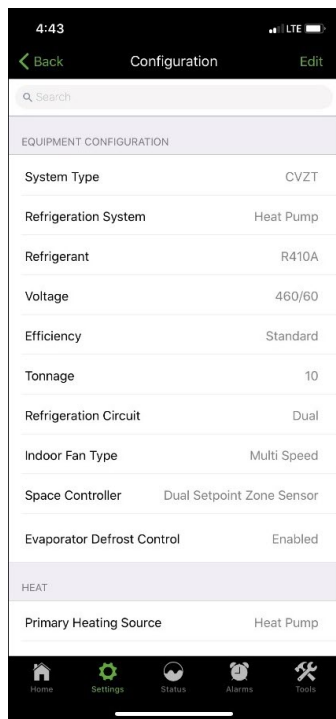 4:43
LTE
Back
Configuration
Edit
Search
EQUIPMENT CONFIGURATION
System Type CVZT
Refrigeration System Heat Pump
Refrigerant R410A
Voltage 460/60
Efficiency Standard
Tonnage 10
Refrigeration Circuit Dual
Indoor Fan Type Multi Speed
Space Controller Dual Setpoint Zone Sensor
Evaporator Defrost Control Enabled
HEAT
Primary Heating Source Heat Pump
Home Settings Status Alarms Tools